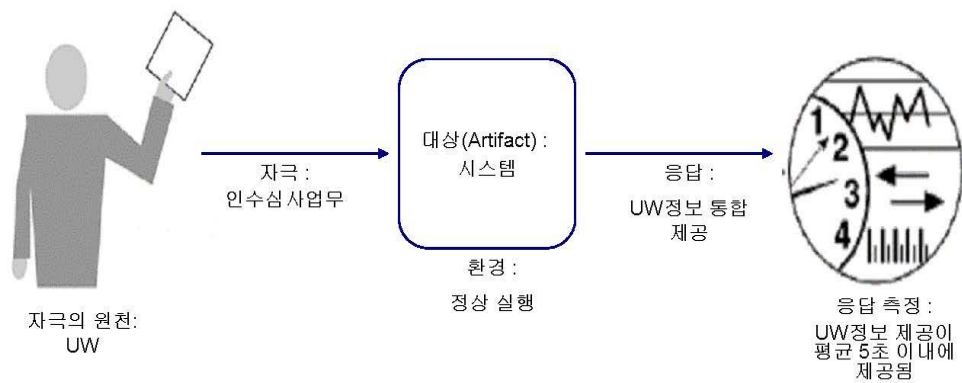 자극의 원천:
UW
자극 :
인수심사업무
대상(Artifact) :
시스템
환경 :
정상 실행
응답 :
UW정보 통합
제공
1
2
3
4
응답 측정 :
UW정보 제공이
평균 5초 이내에
제공됨